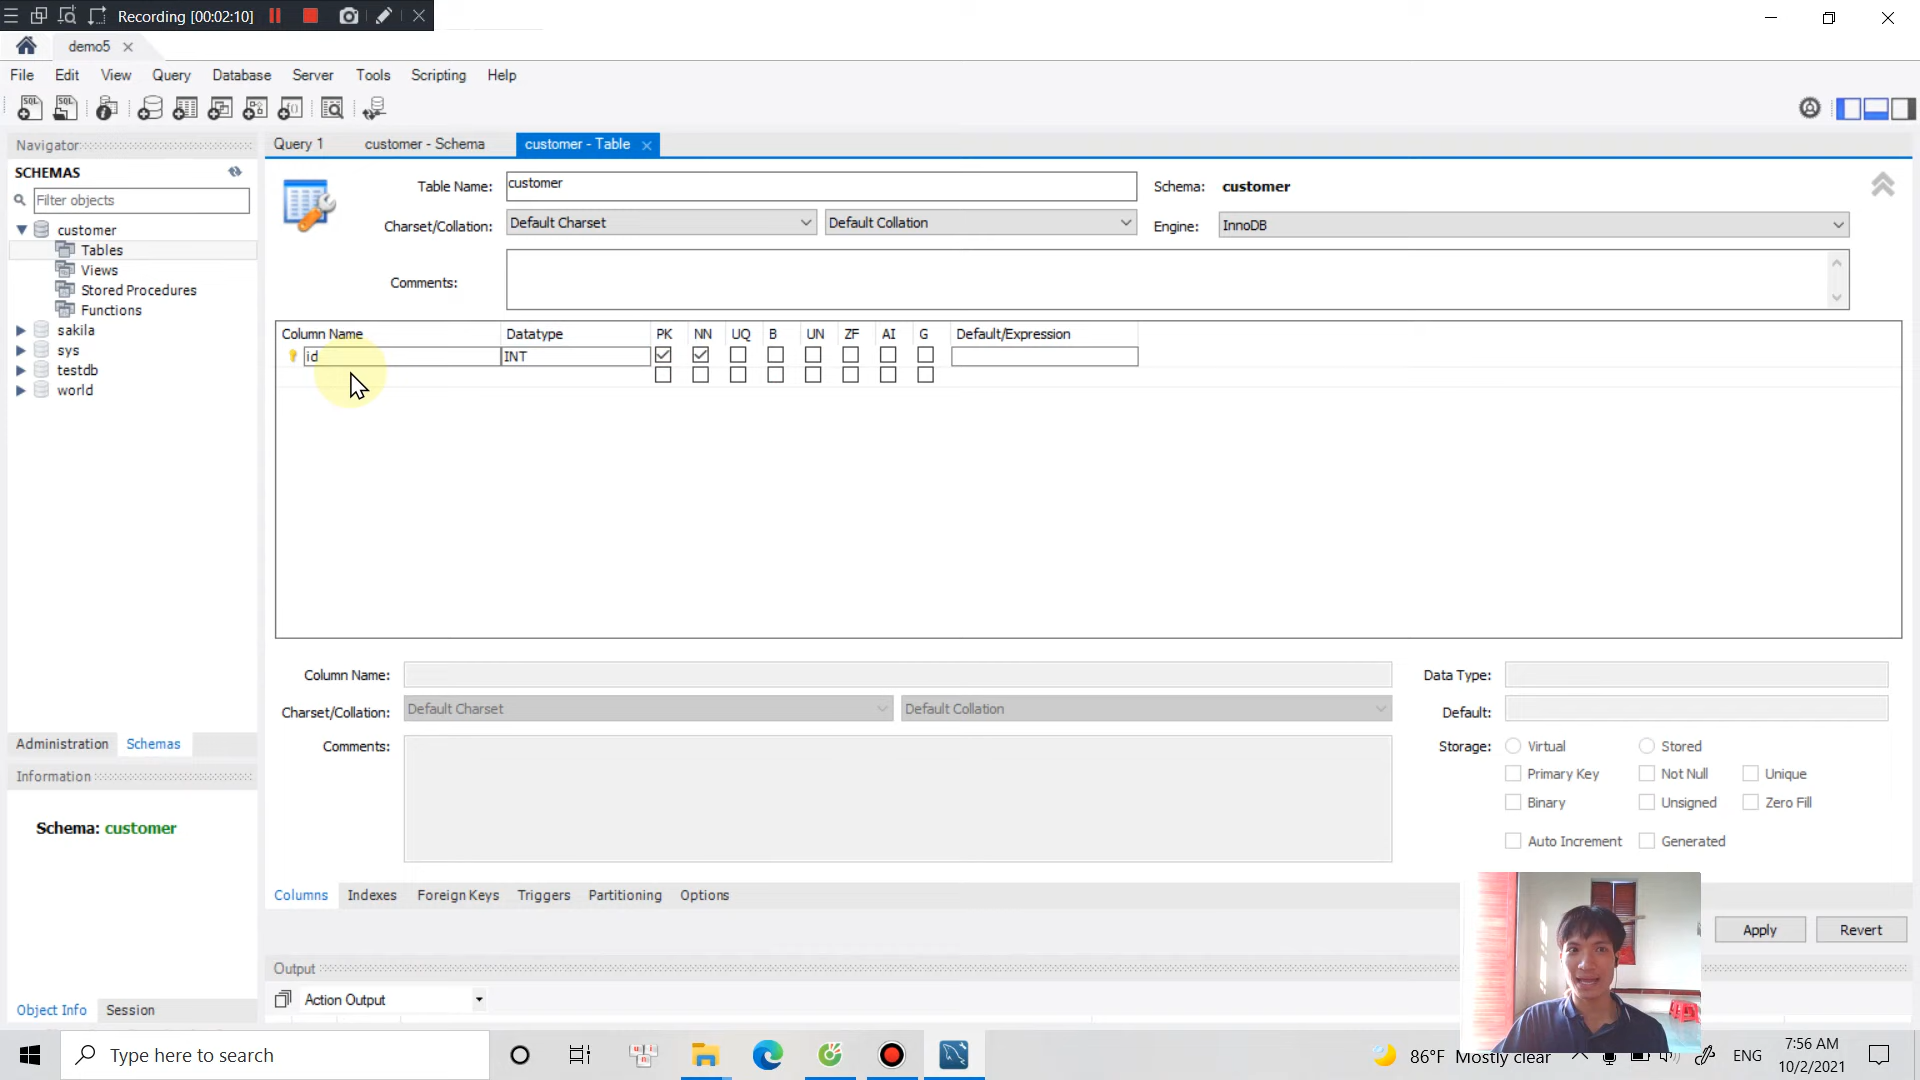 Recording [00:02:10]
demo5
File Edit View Query Database Server Tools Scripting Help
Navigator
Query 1 customer - Schema customer - Table
SCHEMAS
Filter objects
customer
Tables
Views
Stored Procedures
Functions
sakila
sys
testdb
world
Table Name: customer Schema: customer
Charset/Collation: Default Charset Default Collation Engine: InnoDB
Comments:
Column Name Datatype PK NN UQ B UN ZF AI G Default/Expression
id INT
Column Name: Data Type:
Charset/Collation: Default Charset Default Collation Default:
Comments: Storage: Virtual Stored
Primary Key Not Null Unique
Binary Unsigned Zero Fill
Auto Increment Generated
Administration Schemas
Information
Schema: customer
Columns Indexes Foreign Keys Triggers Partitioning Options
Apply Revert
Output
Action Output
Object Info Session
Type here to search
86°F Mostly clear
ENG
7:56 AM
10/2/2021